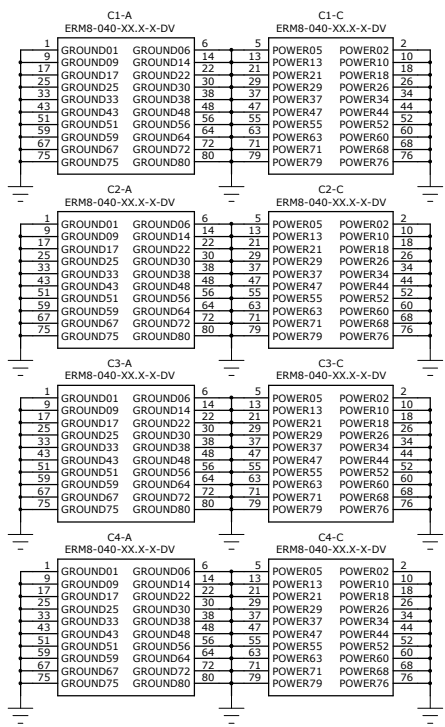 C1-A C1-C
ERM8-040-XX.X-X-DV ERM8-040-XX.X-X-DV
1 GROUND01 GROUND06 6 5 POWER05 POWER02 2
9 GROUND09 GROUND14 14 13 POWER13 POWER10 10
17 GROUND17 GROUND22 22 21 POWER21 POWER18 18
25 GROUND25 GROUND30 30 29 POWER29 POWER26 26
33 GROUND33 GROUND38 38 37 POWER37 POWER34 34
43 GROUND43 GROUND48 48 47 POWER47 POWER44 44
51 GROUND51 GROUND56 56 55 POWER55 POWER52 52
59 GROUND59 GROUND64 64 63 POWER63 POWER60 60
67 GROUND67 GROUND72 72 71 POWER71 POWER68 68
75 GROUND75 GROUND80 80 79 POWER79 POWER76 76
C2-A C2-C
ERM8-040-XX.X-X-DV ERM8-040-XX.X-X-DV
1 GROUND01 GROUND06 6 5 POWER05 POWER02 2
9 GROUND09 GROUND14 14 13 POWER13 POWER10 10
17 GROUND17 GROUND22 22 21 POWER21 POWER18 18
25 GROUND25 GROUND30 30 29 POWER29 POWER26 26
33 GROUND33 GROUND38 38 37 POWER37 POWER34 34
43 GROUND43 GROUND48 48 47 POWER47 POWER44 44
51 GROUND51 GROUND56 56 55 POWER55 POWER52 52
59 GROUND59 GROUND64 64 63 POWER63 POWER60 60
67 GROUND67 GROUND72 72 71 POWER71 POWER68 68
75 GROUND75 GROUND80 80 79 POWER79 POWER76 76
C3-A C3-C
ERM8-040-XX.X-X-DV ERM8-040-XX.X-X-DV
1 GROUND01 GROUND06 6 5 POWER05 POWER02 2
9 GROUND09 GROUND14 14 13 POWER13 POWER10 10
17 GROUND17 GROUND22 22 21 POWER21 POWER18 18
25 GROUND25 GROUND30 30 29 POWER29 POWER26 26
33 GROUND33 GROUND38 38 37 POWER37 POWER34 34
43 GROUND43 GROUND48 48 47 POWER47 POWER44 44
51 GROUND51 GROUND56 56 55 POWER55 POWER52 52
59 GROUND59 GROUND64 64 63 POWER63 POWER60 60
67 GROUND67 GROUND72 72 71 POWER71 POWER68 68
75 GROUND75 GROUND80 80 79 POWER79 POWER76 76
C4-A C4-C
ERM8-040-XX.X-X-DV ERM8-040-XX.X-X-DV
1 GROUND01 GROUND06 6 5 POWER05 POWER02 2
9 GROUND09 GROUND14 14 13 POWER13 POWER10 10
17 GROUND17 GROUND22 22 21 POWER21 POWER18 18
25 GROUND25 GROUND30 30 29 POWER29 POWER26 26
33 GROUND33 GROUND38 38 37 POWER37 POWER34 34
43 GROUND43 GROUND48 48 47 POWER47 POWER44 44
51 GROUND51 GROUND56 56 55 POWER55 POWER52 52
59 GROUND59 GROUND64 64 63 POWER63 POWER60 60
67 GROUND67 GROUND72 72 71 POWER71 POWER68 68
75 GROUND75 GROUND80 80 79 POWER79 POWER76 76